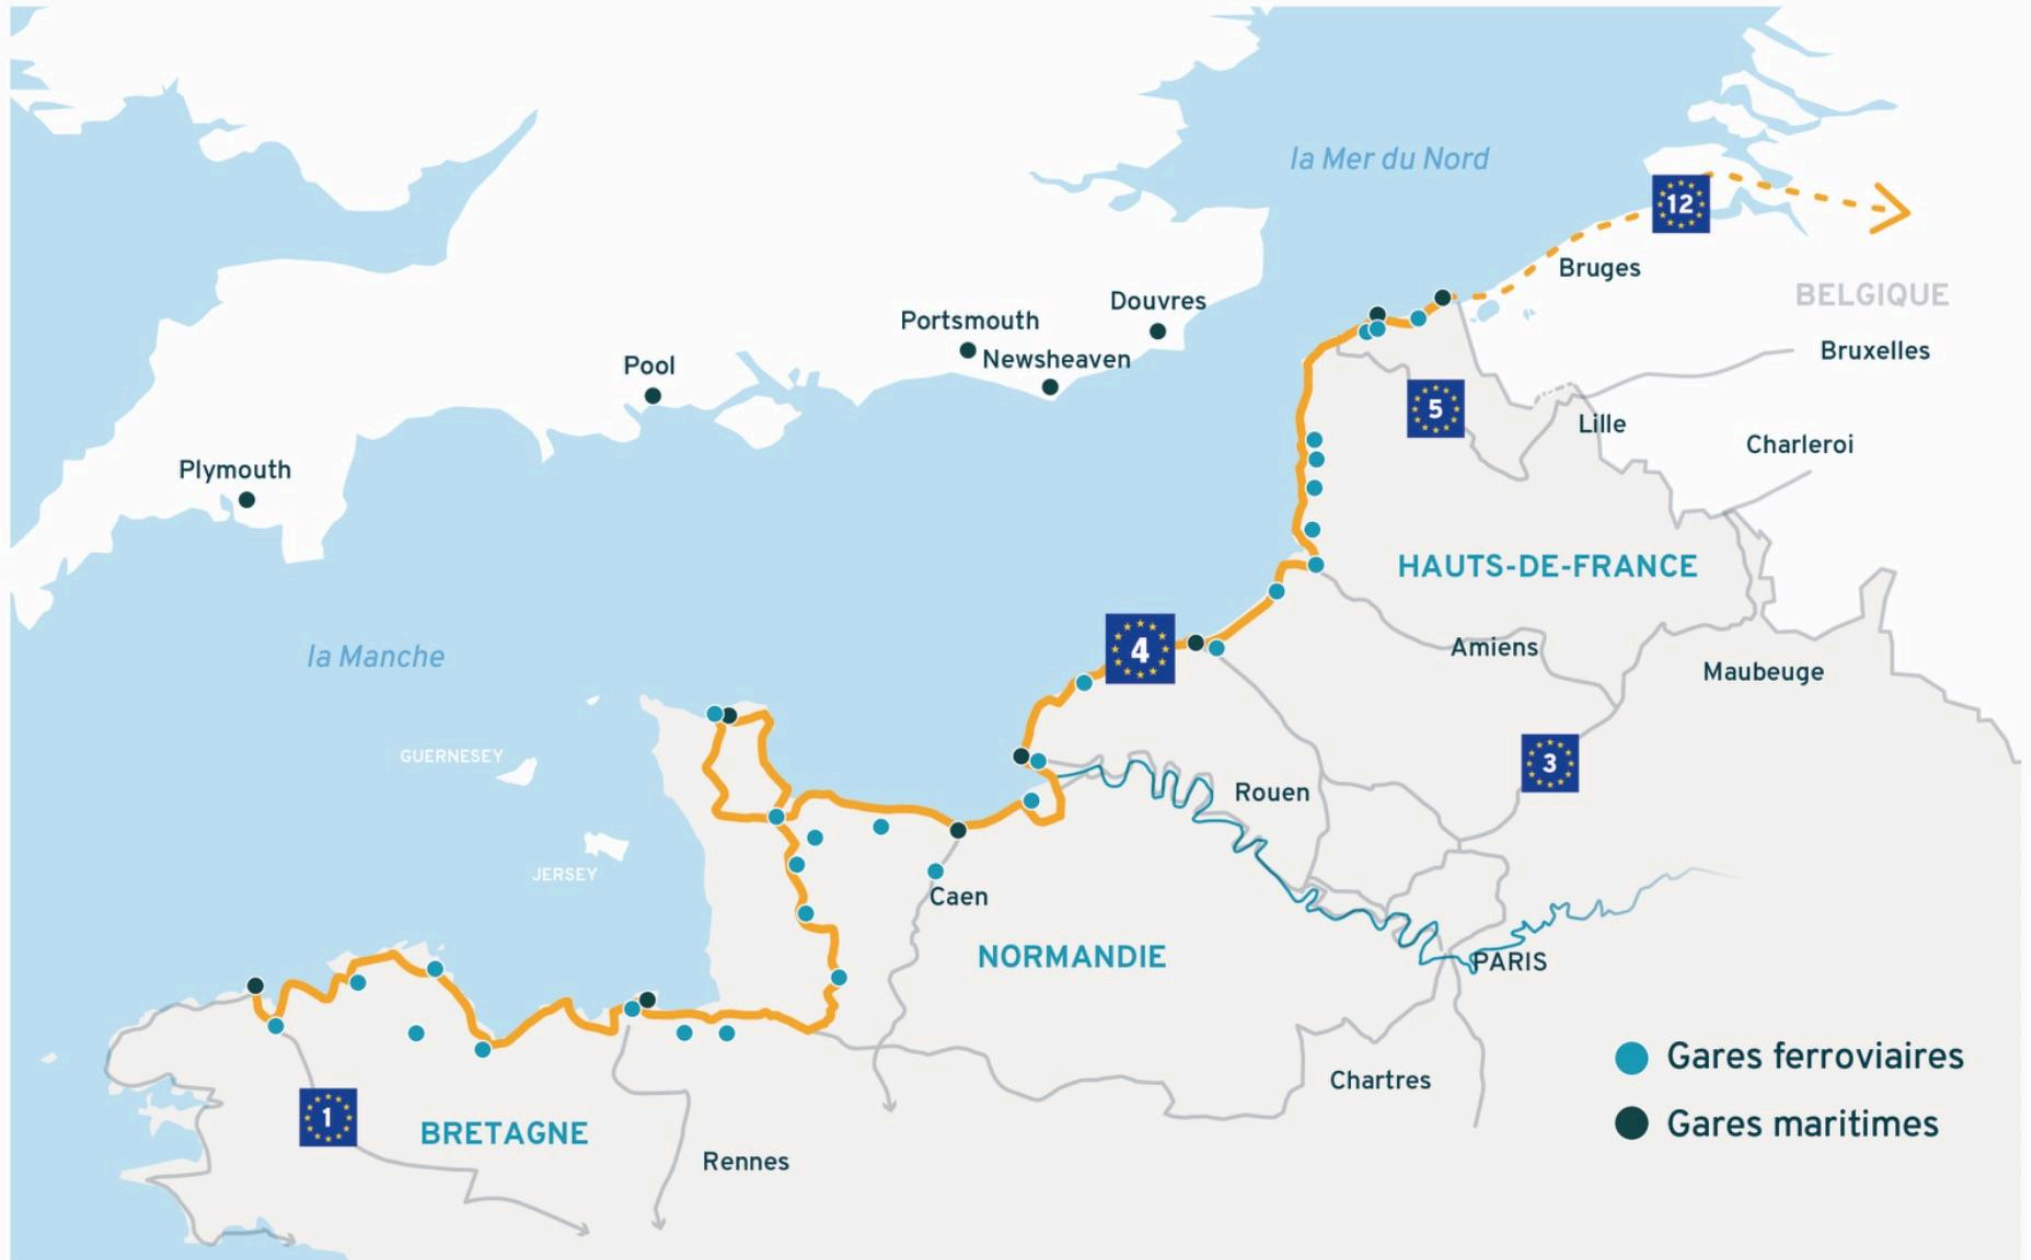 la Mer du Nord
12
Bruges
BELGIQUE
Douvres
Portsmouth
Newsheaven
Bruxelles
Pool
5
Lille
Charleroi
Plymouth
HAUTS-DE-FRANCE
4
Amiens
la Manche
Maubeuge
GUERNESEY
3
Rouen
JERSEY
Caen
NORMANDIE
PARIS
Gares ferroviaires
Chartres
1
BRETAGNE
Gares maritimes
Rennes